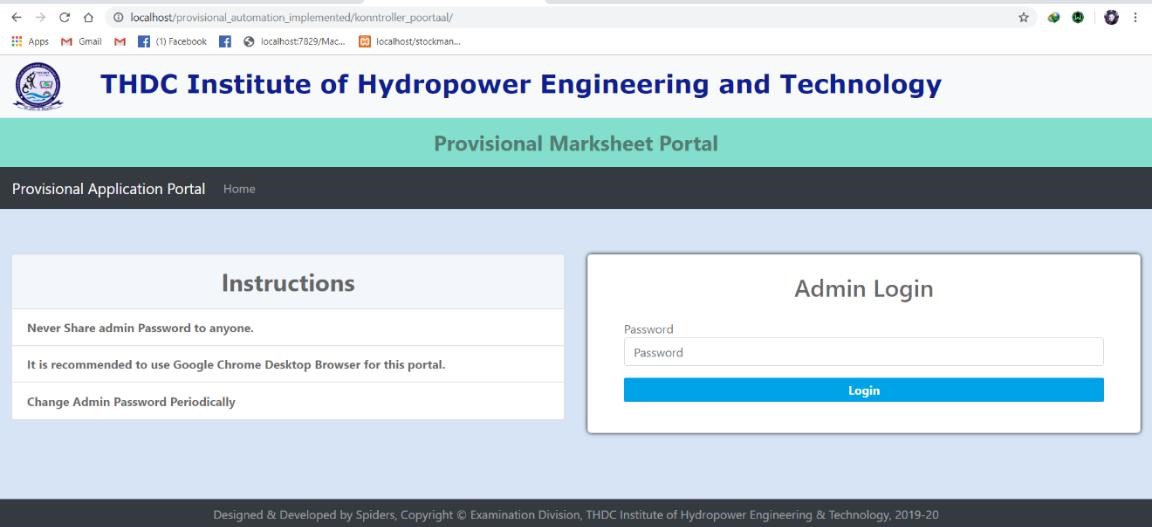 localhost/provisional_automation_implemented/konntroller_poortaal/
Apps Gmail (1) Facebook localhost:7829/Mac... localhost/stockman...
THDC Institute of Hydropower Engineering and Technology
Provisional Marksheet Portal
Provisional Application Portal Home
Instructions
Never Share admin Password to anyone.
It is recommended to use Google Chrome Desktop Browser for this portal.
Change Admin Password Periodically
Admin Login
Password
Password
Login
Designed & Developed by Spiders, Copyright © Examination Division, THDC Institute of Hydropower Engineering & Technology, 2019-20